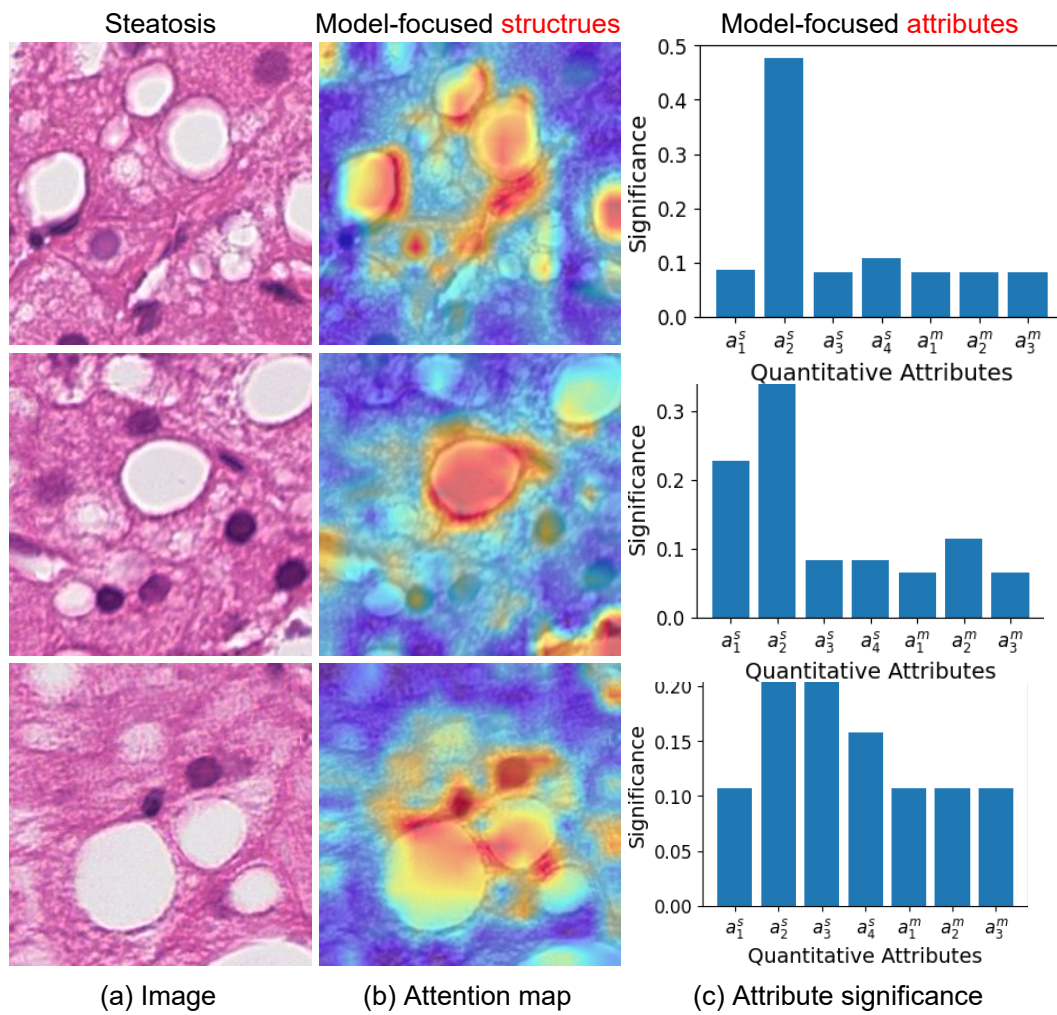 Steatosis
Model-focused structrues
Model-focused attributes
0.5
0.4
0.3
0.2
0.1
0.0
Significance
a₁ˢ a₂ˢ a₃ˢ a₄ˢ a₁ᵐ a₂ᵐ a₃ᵐ
Quantitative Attributes
0.3
0.2
0.1
0.0
Significance
a₁ˢ a₂ˢ a₃ˢ a₄ˢ a₁ᵐ a₂ᵐ a₃ᵐ
Quantitative Attributes
0.20
0.15
0.10
0.05
0.00
Significance
a₁ˢ a₂ˢ a₃ˢ a₄ˢ a₁ᵐ a₂ᵐ a₃ᵐ
Quantitative Attributes
(a) Image
(b) Attention map
(c) Attribute significance